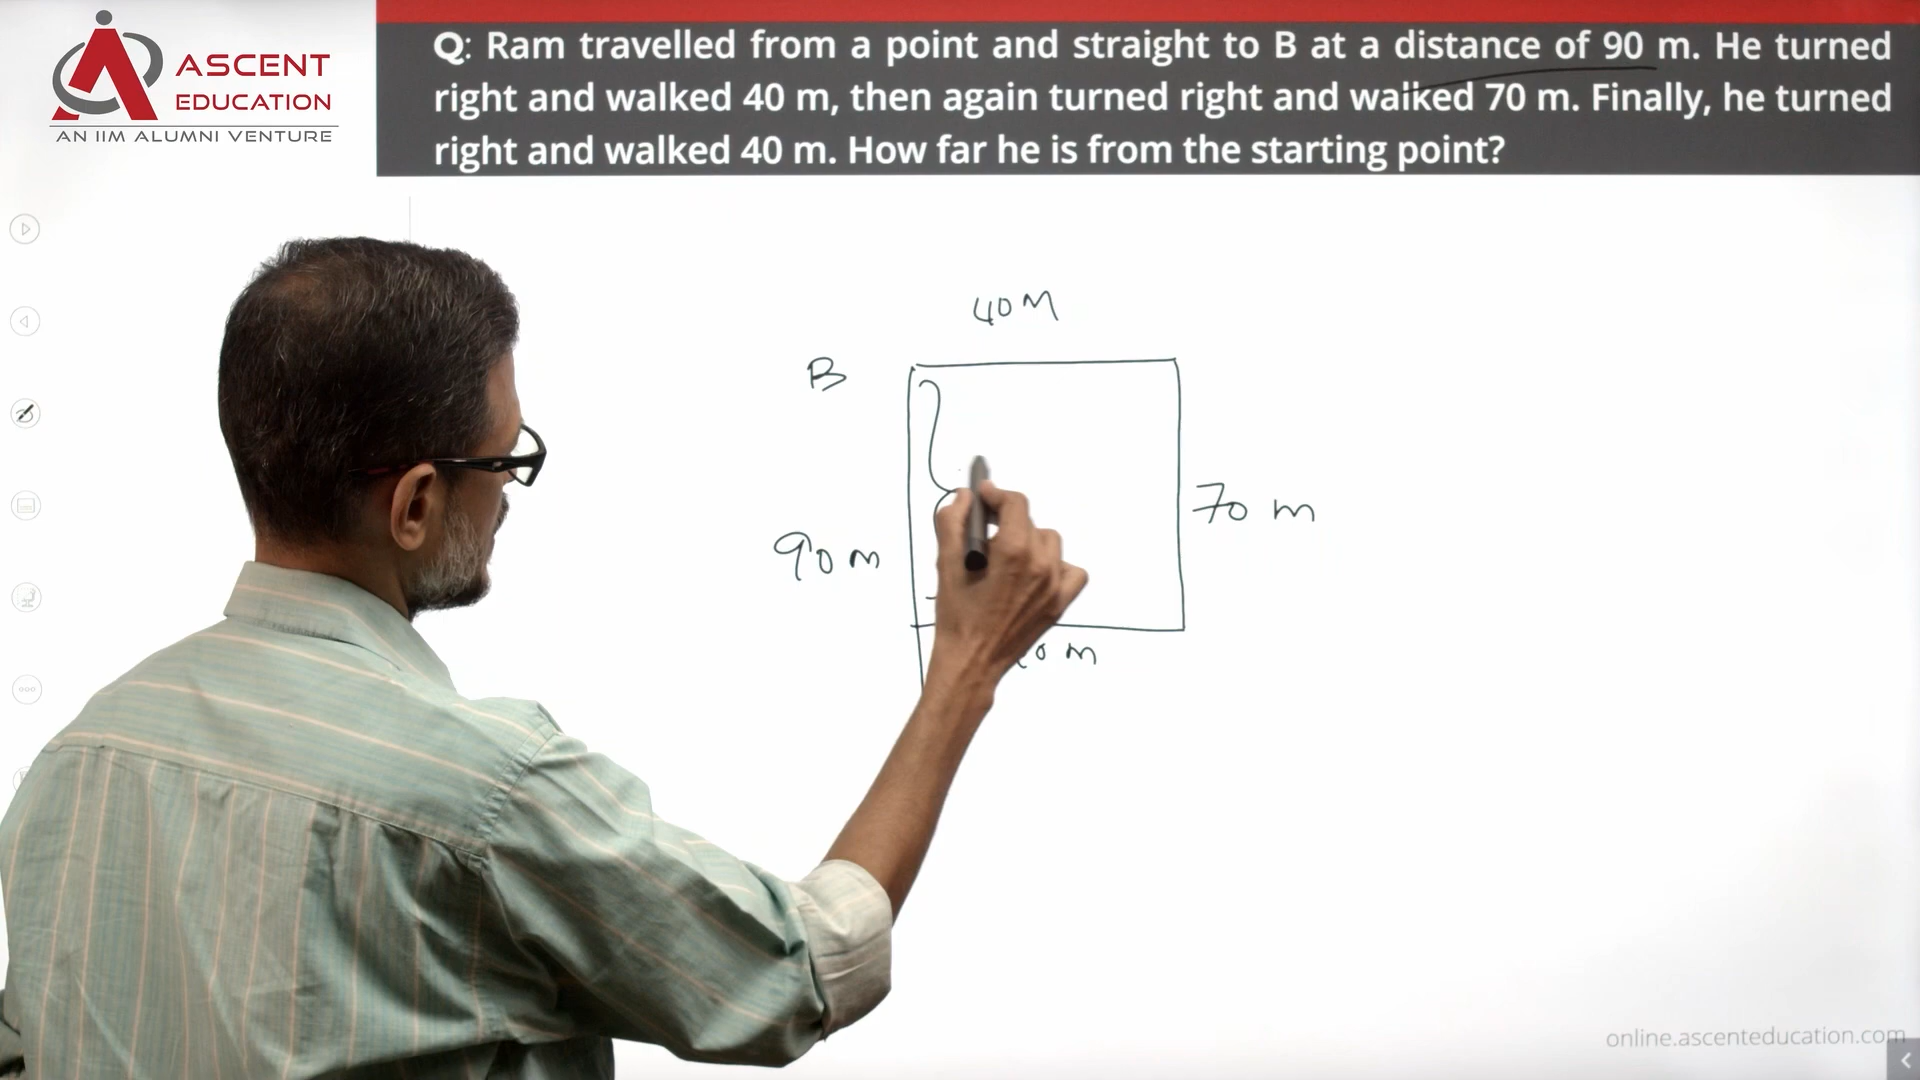 ASCENT
EDUCATION
AN IIM ALUMNI VENTURE
Q: Ram travelled from a point and straight to B at a distance of 90 m. He turned
right and walked 40 m, then again turned right and walked 70 m. Finally, he turned
right and walked 40 m. How far he is from the starting point?
40 M
B
70 m
90 m
0 m
online.ascenteducation.com